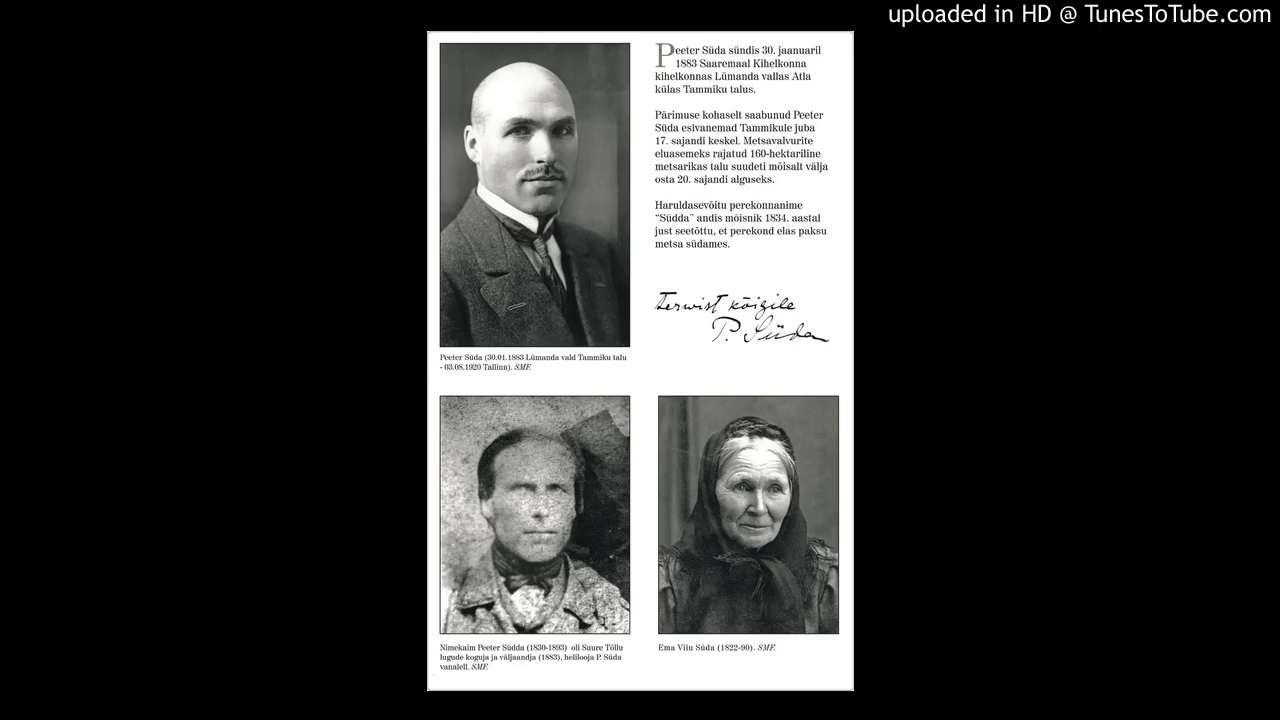 uploaded in HD @ TunesToTube.com
Peeter Süda sündis 30. jaanuaril
1883 Saaremaal Kihelkonna
kihelkonnas Lümanda vallas Atla
külas Tammiku talus.
Pärimuse kohaselt saabunud Peeter
Süda esivanemad Tammikule juba
17. sajandi keskel. Metsavalvurite
eluasemeks rajatud 160-hektariline
metsarikas talu suudeti mõisalt välja
osta 20. sajandi alguseks.
Haruldasevõitu perekonnanime
“Südda” andis mõisnik 1834. aastal
just seetõttu, et perekond elas paksu
metsa südames.
Terwist kõigile
P. Süda
Peeter Süda (30.01.1883 Lümanda vald Tammiku talu
- 03.08.1920 Tallinn). SMF.
Nimekaim Peeter Südda (1830-1893) oli Suure Tõllu
lugude koguja ja väljaandja (1883), helilooja P. Süda
vanalell. SMF.
Ema Viiu Süda (1822-90). SMF.